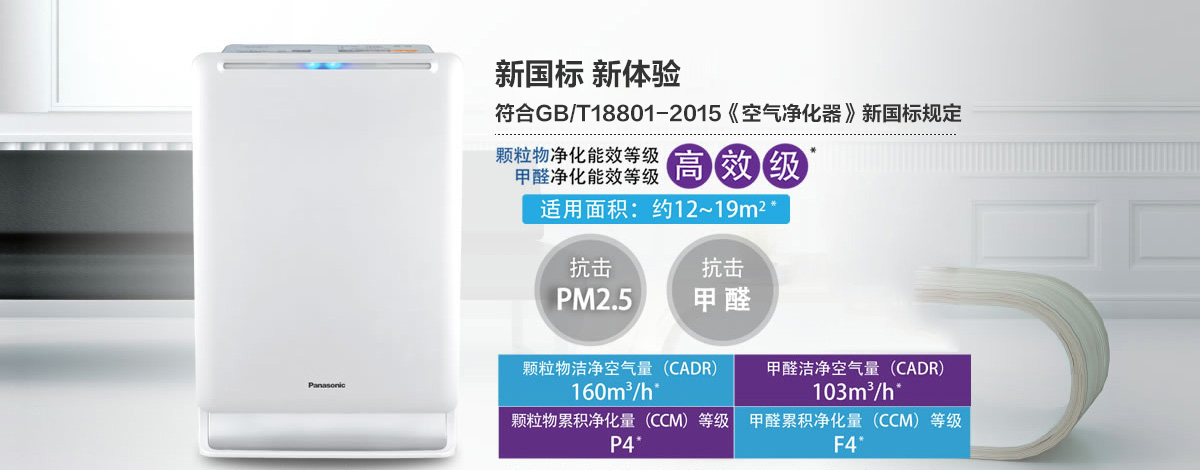 新国标 新体验
符合GB/T18801-2015《空气净化器》新国标规定
颗粒物净化能效等级
甲醛净化能效等级
高效级*
适用面积：约12~19m²*
抗击
PM2.5
抗击
甲醛
颗粒物洁净空气量（CADR）
160m³/h*
甲醛洁净空气量（CADR）
103m³/h*
颗粒物累积净化量（CCM）等级
P4*
甲醛累积净化量（CCM）等级
F4*
Panasonic